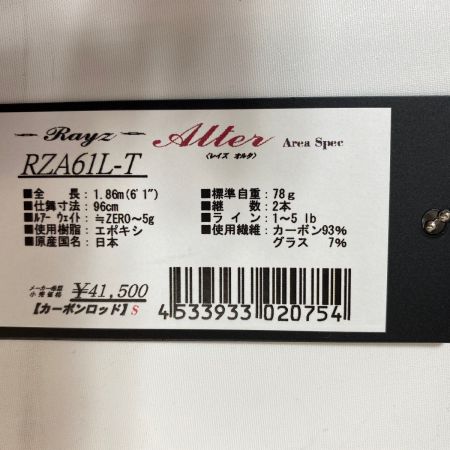 Rayz Alter Area Spec
(レイズ オルタ)
RZA61L-T
■全 長：1.86m(6'1")
■仕舞寸法：96cm
■ルアー ウェイト：≒ZERO〜5g
■使用樹脂：エポキシ
■原産国名：日本
■標準自重：78g
■継 数：2本
■ライン：1〜5 lb
■使用繊維：カーボン93%
グラス 7%
メーカー希望
小売価格 ¥41,500
【カーボンロッド】S
4533933020754